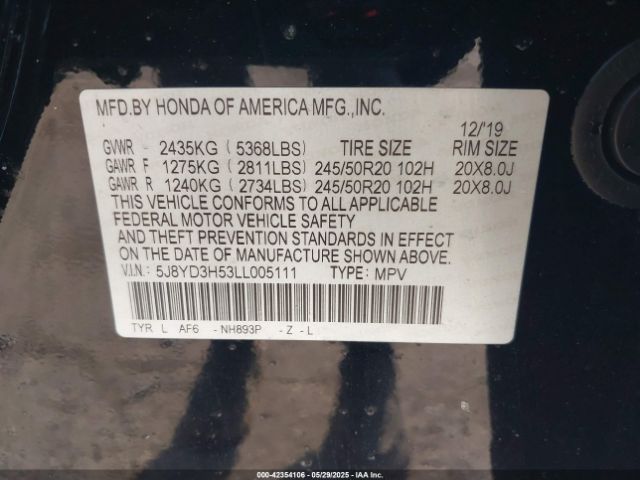 MFD.BY HONDA OF AMERICA MFG.,INC.
12/'19
GVWR - 2435KG ( 5368LBS) TIRE SIZE RIM SIZE
GAWR F 1275KG ( 2811LBS) 245/50R20 102H 20X8.0J
GAWR R 1240KG ( 2734LBS) 245/50R20 102H 20X8.0J
THIS VEHICLE CONFORMS TO ALL APPLICABLE
FEDERAL MOTOR VEHICLE SAFETY
AND THEFT PREVENTION STANDARDS IN EFFECT
ON THE DATE OF MANUFACTURE SHOWN ABOVE.
V.I.N: 5J8YD3H53LL005111 TYPE: MPV
TYR L AF6 -NH893P - Z - L
000-42354106 - 05/29/2025 - IAA Inc.